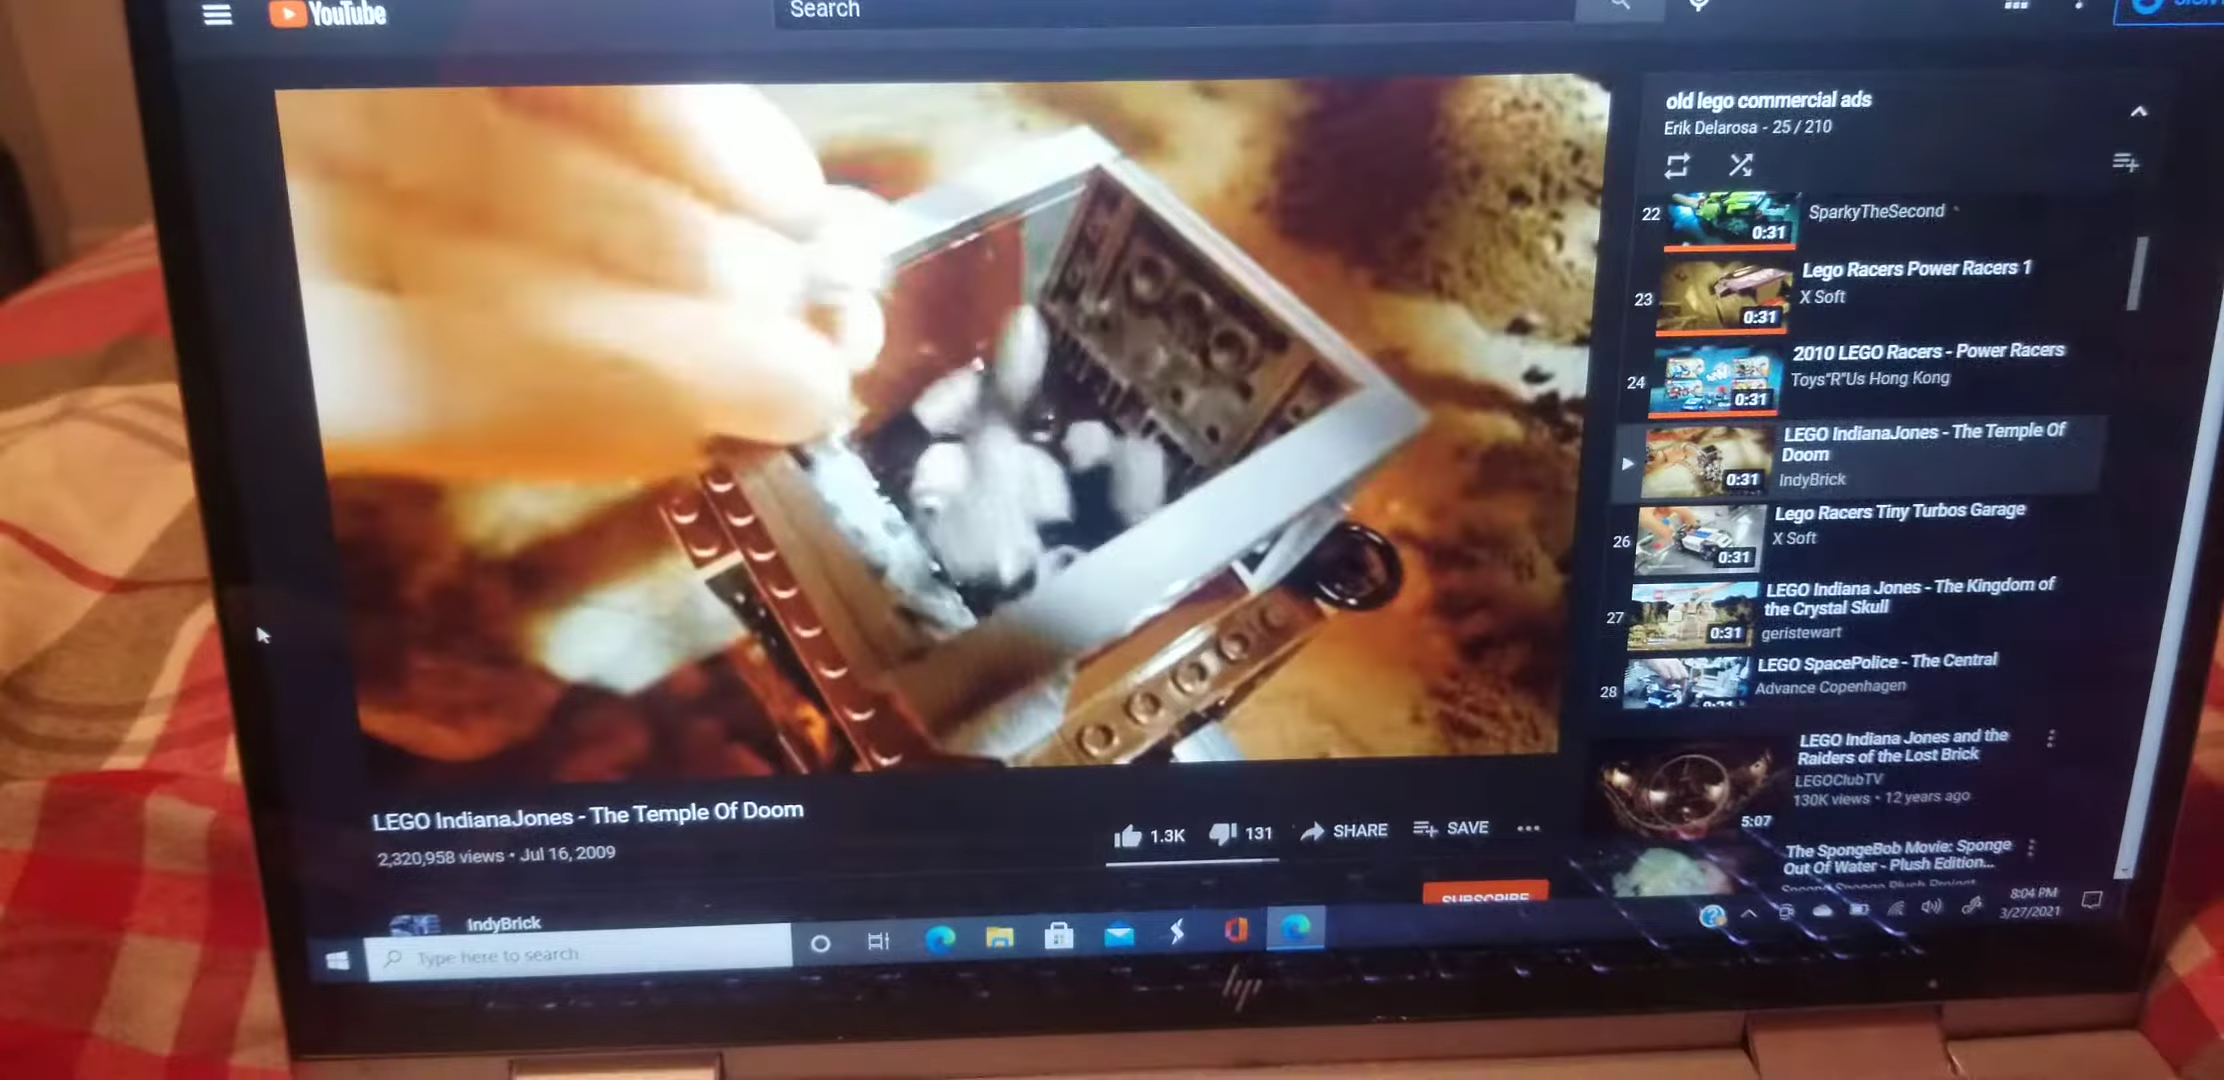 YouTube
Search
old lego commercial ads
Erik Delarosa - 25 / 210
22
0:31
SparkyTheSecond
23
0:31
Lego Racers Power Racers 1
X Soft
24
0:31
2010 LEGO Racers - Power Racers
Toys"R"Us Hong Kong
0:31
LEGO IndianaJones - The Temple Of
Doom
IndyBrick
26
0:31
Lego Racers Tiny Turbos Garage
X Soft
27
0:31
LEGO Indiana Jones - The Kingdom of
the Crystal Skull
geristewart
28
LEGO SpacePolice - The Central
Advance Copenhagen
5:07
LEGO Indiana Jones and the
Raiders of the Lost Brick
LEGOClubTV
130K views • 12 years ago
The SpongeBob Movie: Sponge
Out Of Water - Plush Edition...
LEGO IndianaJones - The Temple Of Doom
2,320,958 views • Jul 16, 2009
1.3K
131
SHARE
SAVE
SUBSCRIBE
IndyBrick
Type here to search
8:04 PM
3/27/2021
hp